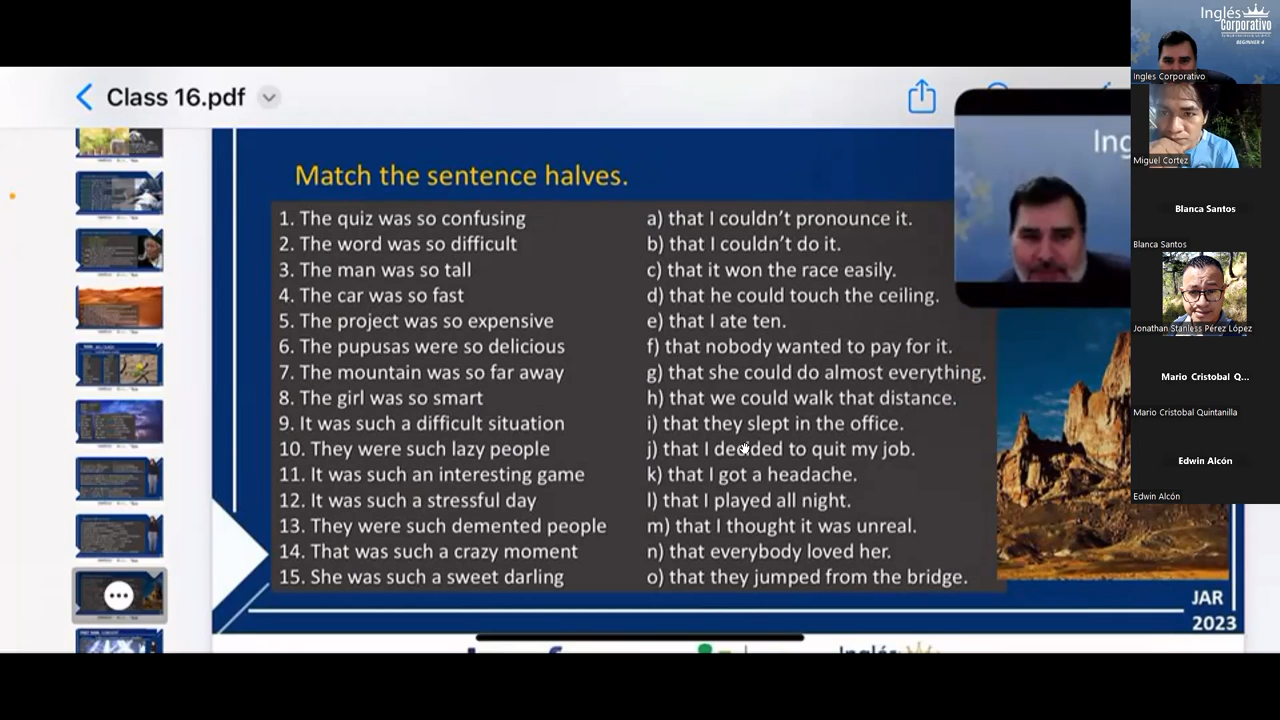 Class 16.pdf
Match the sentence halves.
1. The quiz was so confusing
2. The word was so difficult
3. The man was so tall
4. The car was so fast
5. The project was so expensive
6. The pupusas were so delicious
7. The mountain was so far away
8. The girl was so smart
9. It was such a difficult situation
10. They were such lazy people
11. It was such an interesting game
12. It was such a stressful day
13. They were such demented people
14. That was such a crazy moment
15. She was such a sweet darling
a) that I couldn’t pronounce it.
b) that I couldn’t do it.
c) that it won the race easily.
d) that he could touch the ceiling.
e) that I ate ten.
f) that nobody wanted to pay for it.
g) that she could do almost everything.
h) that we could walk that distance.
i) that they slept in the office.
j) that I decided to quit my job.
k) that I got a headache.
l) that I played all night.
m) that I thought it was unreal.
n) that everybody loved her.
o) that they jumped from the bridge.
JAR
2023
Ing
Inglés
Corporativo
BEGINNER 4
Ingles Corporativo
Miguel Cortez
Blanca Santos
Blanca Santos
Jonathan Stanless Pérez López
Mario Cristobal Q...
Mario Cristobal Quintanilla
Edwin Alcón
Edwin Alcón